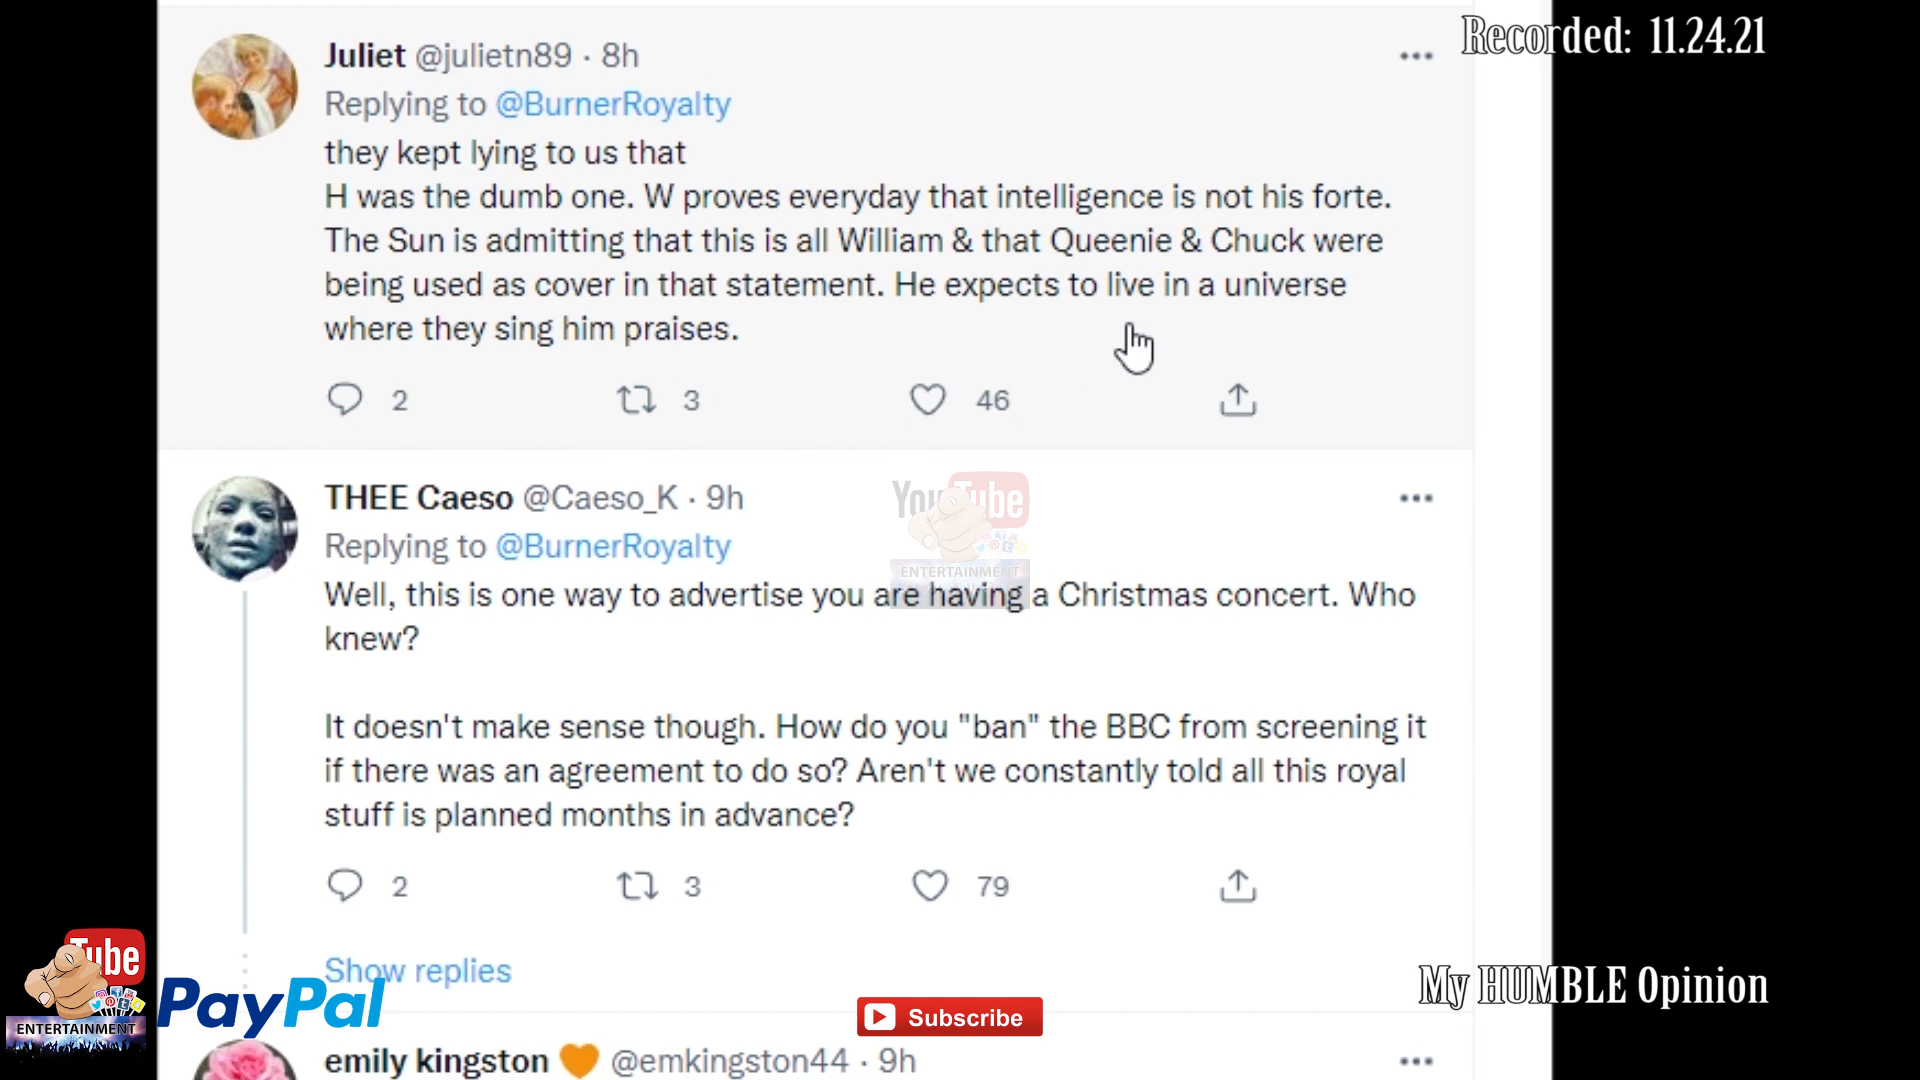 Recorded: 11.24.21
Juliet @julietn89 · 8h
Replying to @BurnerRoyalty
they kept lying to us that
H was the dumb one. W proves everyday that intelligence is not his forte.
The Sun is admitting that this is all William & that Queenie & Chuck were
being used as cover in that statement. He expects to live in a universe
where they sing him praises.
2 3 46
THEE Caeso @Caeso_K · 9h
Replying to @BurnerRoyalty
YouTube
ENTERTAINMENT
Well, this is one way to advertise you are having a Christmas concert. Who
knew?
It doesn't make sense though. How do you "ban" the BBC from screening it
if there was an agreement to do so? Aren't we constantly told all this royal
stuff is planned months in advance?
2 3 79
Show replies
Tube
ENTERTAINMENT
PayPal
Subscribe
My HUMBLE Opinion
emily kingston 🧡 @emkingston44 · 9h